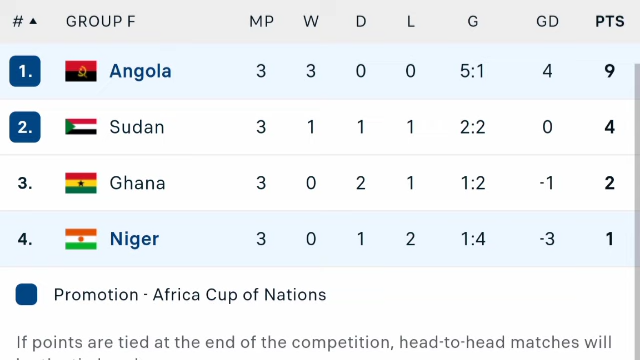 # ▲ GROUP F MP W D L G GD PTS
1. Angola 3 3 0 0 5:1 4 9
2. Sudan 3 1 1 1 2:2 0 4
3. Ghana 3 0 2 1 1:2 -1 2
4. Niger 3 0 1 2 1:4 -3 1
Promotion - Africa Cup of Nations
If points are tied at the end of the competition, head-to-head matches will